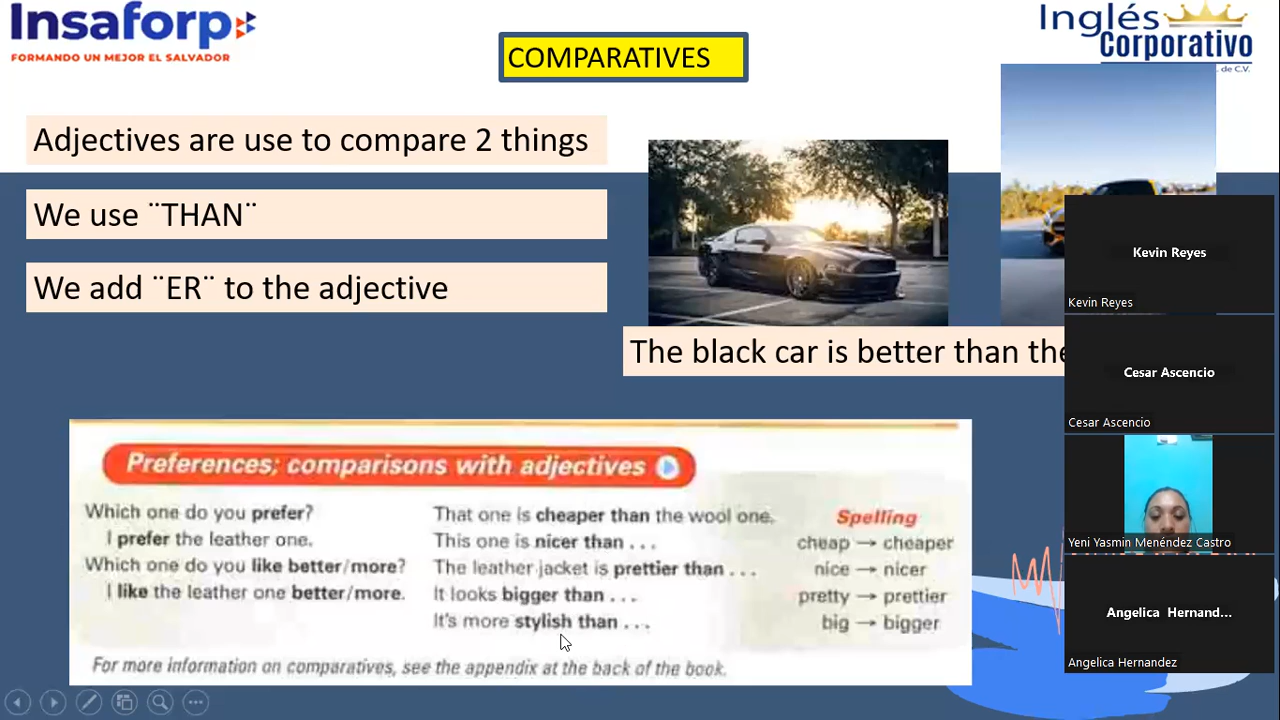 Insaforp
FORMANDO UN MEJOR EL SALVADOR
COMPARATIVES
Inglés
Corporativo
. de C.V.
Adjectives are use to compare 2 things
We use ¨THAN¨
We add ¨ER¨ to the adjective
The black car is better than the
Preferences; comparisons with adjectives
Which one do you prefer?
I prefer the leather one.
Which one do you like better/more?
I like the leather one better/more.
That one is cheaper than the wool one.
This one is nicer than . . .
The leather jacket is prettier than . . .
It looks bigger than . . .
It's more stylish than . . .
Spelling
cheap → cheaper
nice → nicer
pretty → prettier
big → bigger
For more information on comparatives, see the appendix at the back of the book.
Kevin Reyes
Kevin Reyes
Cesar Ascencio
Cesar Ascencio
Yeni Yasmin Menéndez Castro
Angelica Hernand...
Angelica Hernandez